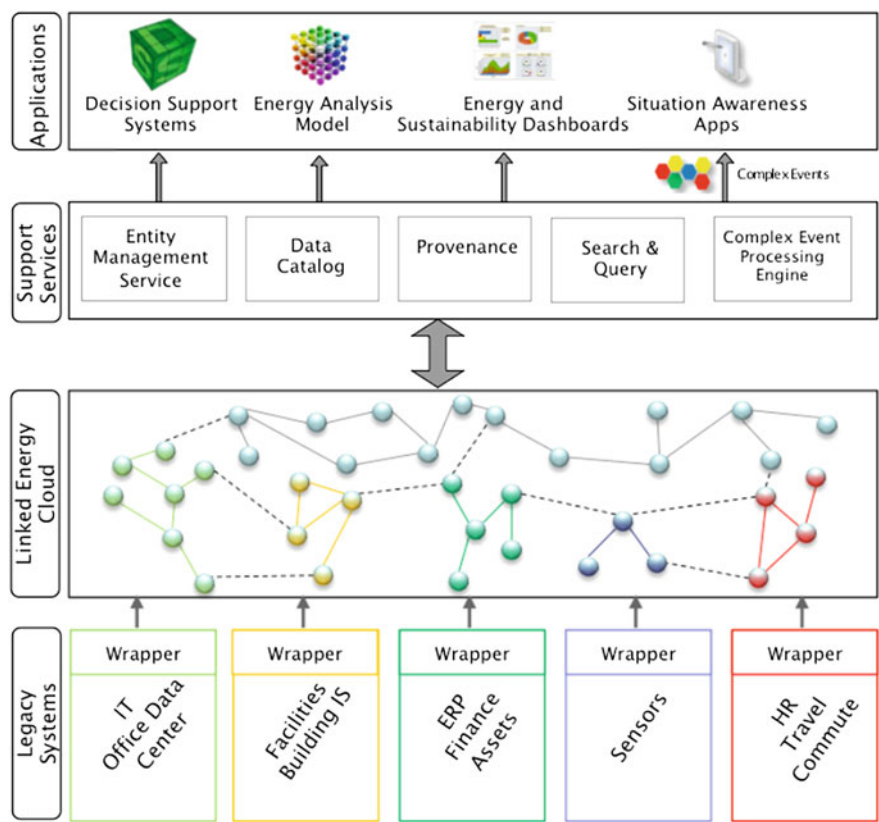 Applications
Decision Support
Systems
Energy Analysis
Model
Energy and
Sustainability Dashboards
Situation Awareness
Apps
Complex Events
Support
Services
Entity
Management
Service
Data
Catalog
Provenance
Search &
Query
Complex Event
Processing
Engine
Linked Energy
Cloud
Legacy
Systems
Wrapper
IT
Office Data
Center
Wrapper
Facilities
Building IS
Wrapper
ERP
Finance
Assets
Wrapper
Sensors
Wrapper
HR
Travel
Commute